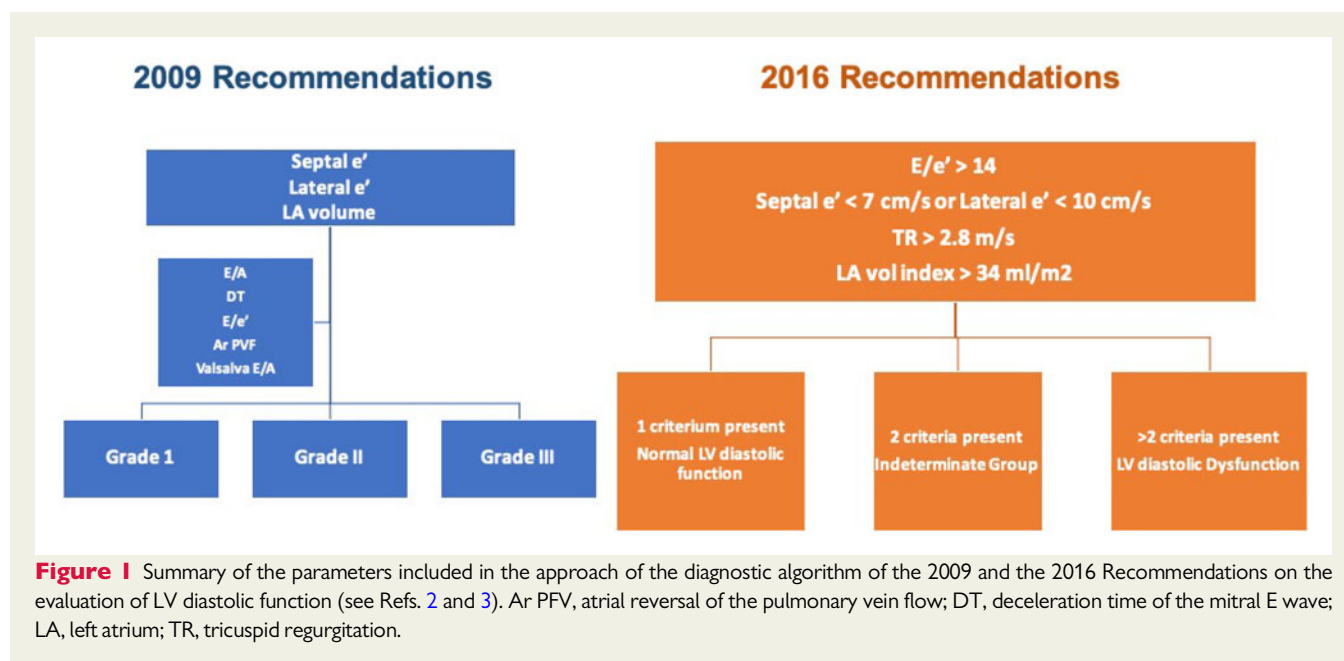 2009 Recommendations
Septal e'
Lateral e'
LA volume
E/A
DT
E/e'
Ar PVF
Valsalva E/A
Grade 1
Grade II
Grade III
2016 Recommendations
E/e' > 14
Septal e' < 7 cm/s or Lateral e' < 10 cm/s
TR > 2.8 m/s
LA vol index > 34 ml/m2
1 criterium present
Normal LV diastolic
function
2 criteria present
Indeterminate Group
>2 criteria present
LV diastolic Dysfunction
Figure 1 Summary of the parameters included in the approach of the diagnostic algorithm of the 2009 and the 2016 Recommendations on the
evaluation of LV diastolic function (see Refs. 2 and 3). Ar PFV, atrial reversal of the pulmonary vein flow; DT, deceleration time of the mitral E wave;
LA, left atrium; TR, tricuspid regurgitation.